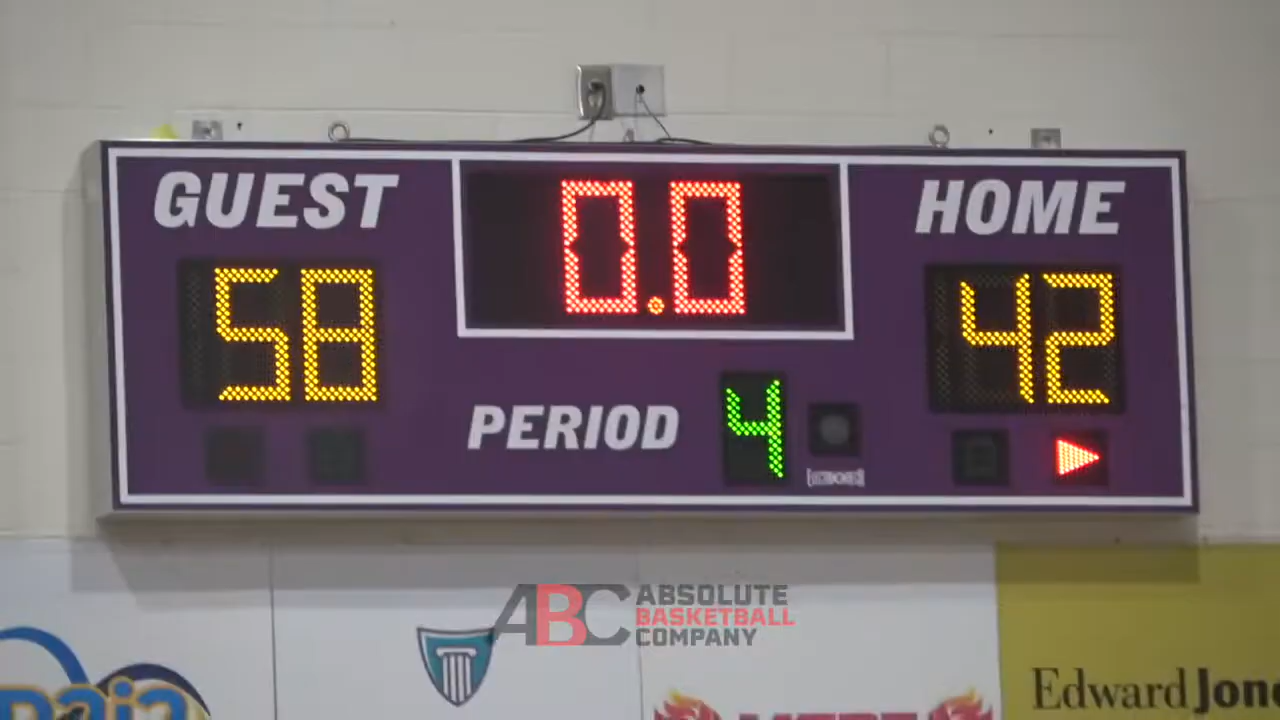 GUEST
0.0
HOME
58
42
PERIOD
4
ABC
ABSOLUTE
BASKETBALL
COMPANY
Edward Jon